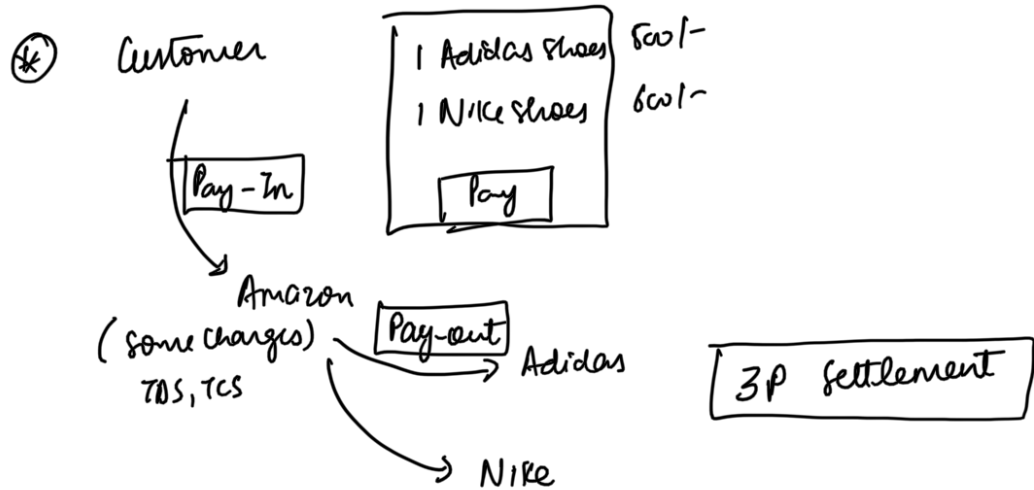 Customer
1 Adidas shoes 500/-
1 Nike shoes 600/-
Pay
Pay-In
Amazon
(some charges)
TDS, TCS
Pay-out
Adidas
3P settlement
Nike